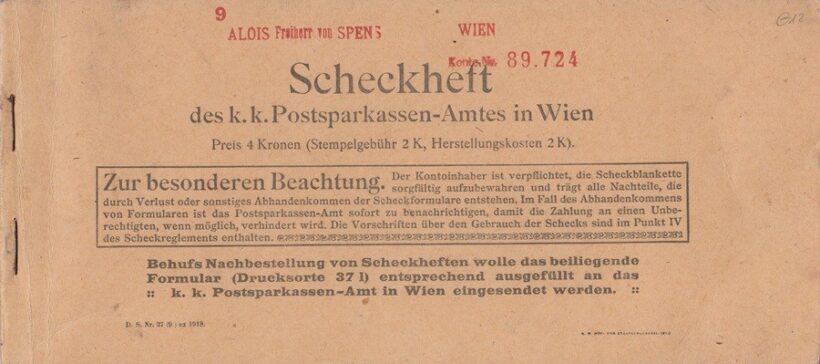 9
ALOIS Freiherr von SPENS WIEN
Konto Nr. 89.724
Scheckheft
des k. k. Postsparkassen-Amtes in Wien
Preis 4 Kronen (Stempelgebühr 2 K, Herstellungskosten 2 K).
Zur besonderen Beachtung. Der Kontoinhaber ist verpflichtet, die Scheckblankette
sorgfältig aufzubewahren und trägt alle Nachteile, die
durch Verlust oder sonstiges Abhandenkommen der Scheckformulare entstehen. Im Fall des Abhandenkommens
von Formularen ist das Postsparkassen-Amt sofort zu benachrichtigen, damit die Zahlung an einen Unbe-
rechtigten, wenn möglich, verhindert wird. Die Vorschriften über den Gebrauch der Schecks sind im Punkt IV
des Scheckreglements enthalten.
Behufs Nachbestellung von Scheckheften wolle das beiliegende
Formular (Drucksorte 37 l) entsprechend ausgefüllt an das
:: k. k. Postsparkassen-Amt in Wien eingesendet werden. ::
D. S. Nr. 37 (9) ex 1918.